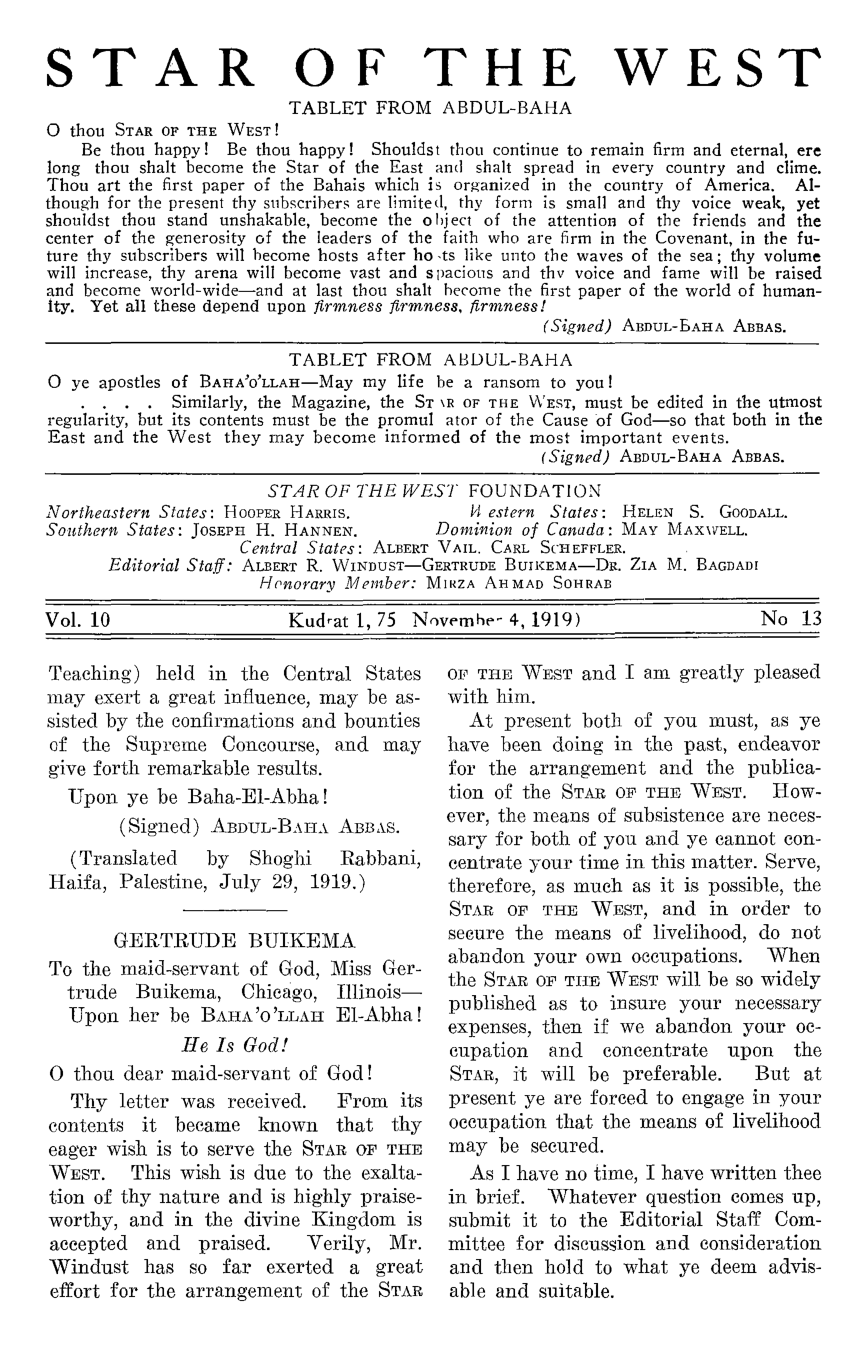 STAR OF THE WEST
TABLET FROM ABDUL-BAHA
O thou STAR OF THE WEST!
Be thou happy! Be thou happy! Shouldst thou continue to remain firm and eternal, ere
long thou shalt become the Star of the East and shalt spread in every country and clime.
Thou art the first paper of the Bahais which is organized in the country of America. Al-
though for the present thy subscribers are limited, thy form is small and thy voice weak, yet
shouldst thou stand unshakable, become the object of the attention of the friends and the
center of the generosity of the leaders of the faith who are firm in the Covenant, in the fu-
ture thy subscribers will become hosts after hosts like unto the waves of the sea; thy volume
will increase, thy arena will become vast and spacious and thy voice and fame will be raised
and become world-wide—and at last thou shalt become the first paper of the world of human-
ity. Yet all these depend upon firmness firmness, firmness!
(Signed) ABDUL-BAHA ABBAS.
TABLET FROM ABDUL-BAHA
O ye apostles of BAHA'O'LLAH—May my life be a ransom to you!
. . . . Similarly, the Magazine, the STAR OF THE WEST, must be edited in the utmost
regularity, but its contents must be the promul ator of the Cause of God—so that both in the
East and the West they may become informed of the most important events.
(Signed) ABDUL-BAHA ABBAS.
STAR OF THE WEST FOUNDATION
Northeastern States: HOOPER HARRIS. Western States: HELEN S. GOODALL.
Southern States: JOSEPH H. HANNEN. Dominion of Canada: MAY MAXWELL.
Central States: ALBERT VAIL. CARL SCHEFFLER.
Editorial Staff: ALBERT R. WINDUST—GERTRUDE BUIKEMA—DR. ZIA M. BAGDADI
Honorary Member: MIRZA AHMAD SOHRAB
Vol. 10 Kudrat 1, 75 November 4, 1919) No 13
Teaching) held in the Central States
may exert a great influence, may be as-
sisted by the confirmations and bounties
of the Supreme Concourse, and may
give forth remarkable results.
Upon ye be Baha-El-Abha!
(Signed) ABDUL-BAHA ABBAS.
(Translated by Shoghi Rabbani,
Haifa, Palestine, July 29, 1919.)
GERTRUDE BUIKEMA
To the maid-servant of God, Miss Ger-
trude Buikema, Chicago, Illinois—
Upon her be BAHA'O'LLAH El-Abha!
He Is God!
O thou dear maid-servant of God!
Thy letter was received. From its
contents it became known that thy
eager wish is to serve the STAR OF THE
WEST. This wish is due to the exalta-
tion of thy nature and is highly praise-
worthy, and in the divine Kingdom is
accepted and praised. Verily, Mr.
Windust has so far exerted a great
effort for the arrangement of the STAR
OF THE WEST and I am greatly pleased
with him.
At present both of you must, as ye
have been doing in the past, endeavor
for the arrangement and the publica-
tion of the STAR OF THE WEST. How-
ever, the means of subsistence are neces-
sary for both of you and ye cannot con-
centrate your time in this matter. Serve,
therefore, as much as it is possible, the
STAR OF THE WEST, and in order to
secure the means of livelihood, do not
abandon your own occupations. When
the STAR OF THE WEST will be so widely
published as to insure your necessary
expenses, then if we abandon your oc-
cupation and concentrate upon the
STAR, it will be preferable. But at
present ye are forced to engage in your
occupation that the means of livelihood
may be secured.
As I have no time, I have written thee
in brief. Whatever question comes up,
submit it to the Editorial Staff Com-
mittee for discussion and consideration
and then hold to what ye deem advis-
able and suitable.